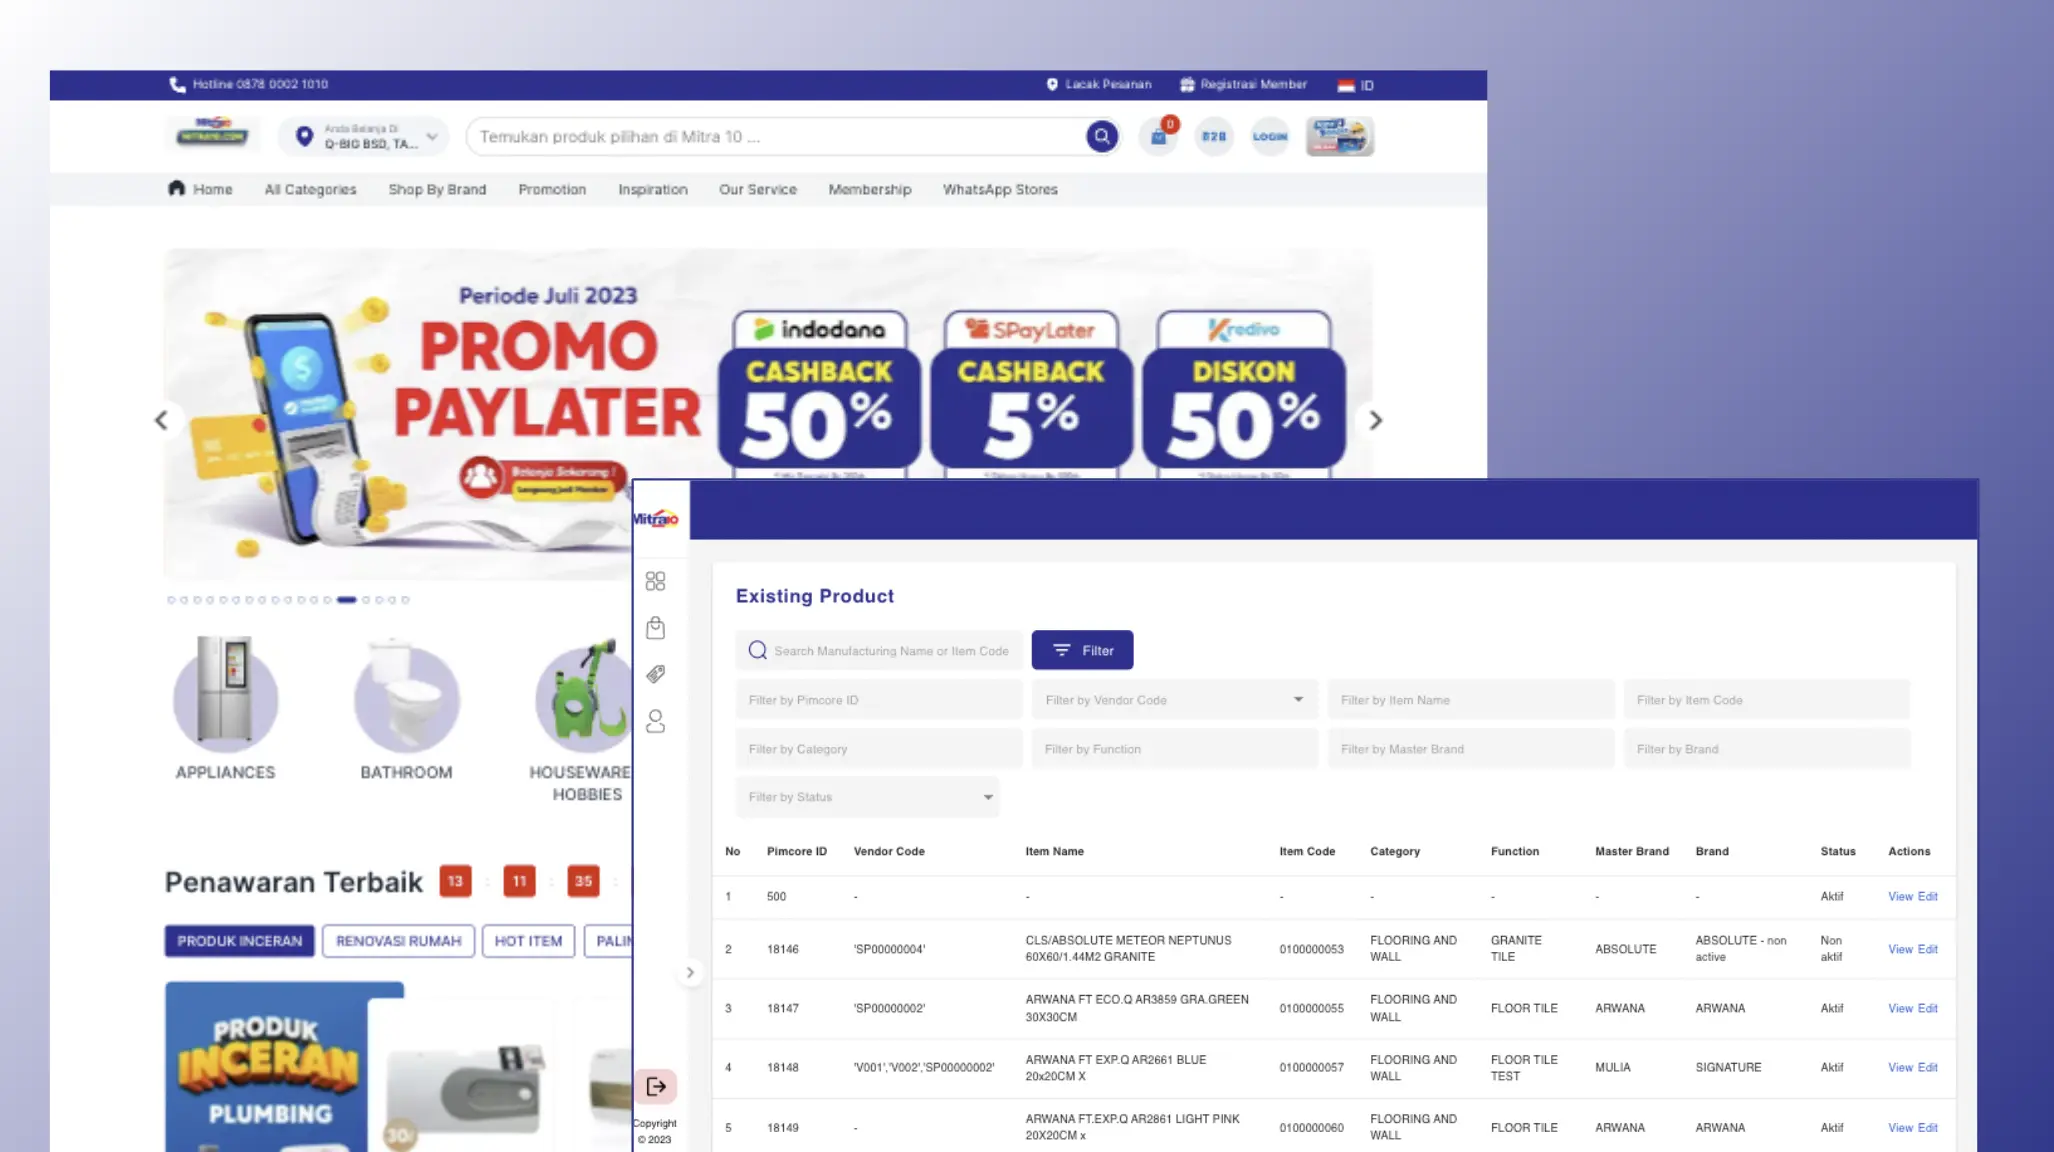 Hotline 0878 0002 1010
Lacak Pesanan
Registrasi Member
ID
Mitra10
MITRA10.COM
Anda Belanja Di
Q-BIG BSD, TA...
Temukan produk pilihan di Mitra 10 ...
0
B2B
LOGIN
Home
All Categories
Shop By Brand
Promotion
Inspiration
Our Service
Membership
WhatsApp Stores
Periode Juli 2023
PROMO
PAYLATER
Belanja Sekarang !
Langsung Jadi Member
indodana
CASHBACK
50%
SPayLater
CASHBACK
5%
Kredivo
DISKON
50%
APPLIANCES
BATHROOM
HOUSEWARE
HOBBIES
Penawaran Terbaik
13 : 11 : 35 :
PRODUK INCERAN
RENOVASI RUMAH
HOT ITEM
PALIN
PRODUK
INCERAN
PLUMBING
30
Mitra10
Existing Product
Search Manufacturing Name or Item Code
Filter
Filter by Pimcore ID
Filter by Vendor Code
Filter by Item Name
Filter by Item Code
Filter by Category
Filter by Function
Filter by Master Brand
Filter by Brand
Filter by Status
No Pimcore ID Vendor Code Item Name Item Code Category Function Master Brand Brand Status Actions
1 500 - - - - - - - Aktif View Edit
2 18146 'SP00000004' CLS/ABSOLUTE METEOR NEPTUNUS 60X60/1.44M2 GRANITE 0100000053 FLOORING AND WALL GRANITE TILE ABSOLUTE ABSOLUTE - non active Non aktif View Edit
3 18147 'SP00000002' ARWANA FT ECO.Q AR3859 GRA.GREEN 30X30CM 0100000055 FLOORING AND WALL FLOOR TILE ARWANA ARWANA Aktif View Edit
4 18148 'V001','V002','SP00000002' ARWANA FT EXP.Q AR2661 BLUE 20x20CM X 0100000057 FLOORING AND WALL FLOOR TILE TEST MULIA SIGNATURE Aktif View Edit
5 18149 - ARWANA FT.EXP.Q AR2861 LIGHT PINK 20X20CM x 0100000060 FLOORING AND WALL FLOOR TILE ARWANA ARWANA Aktif View Edit
Copyright
© 2023